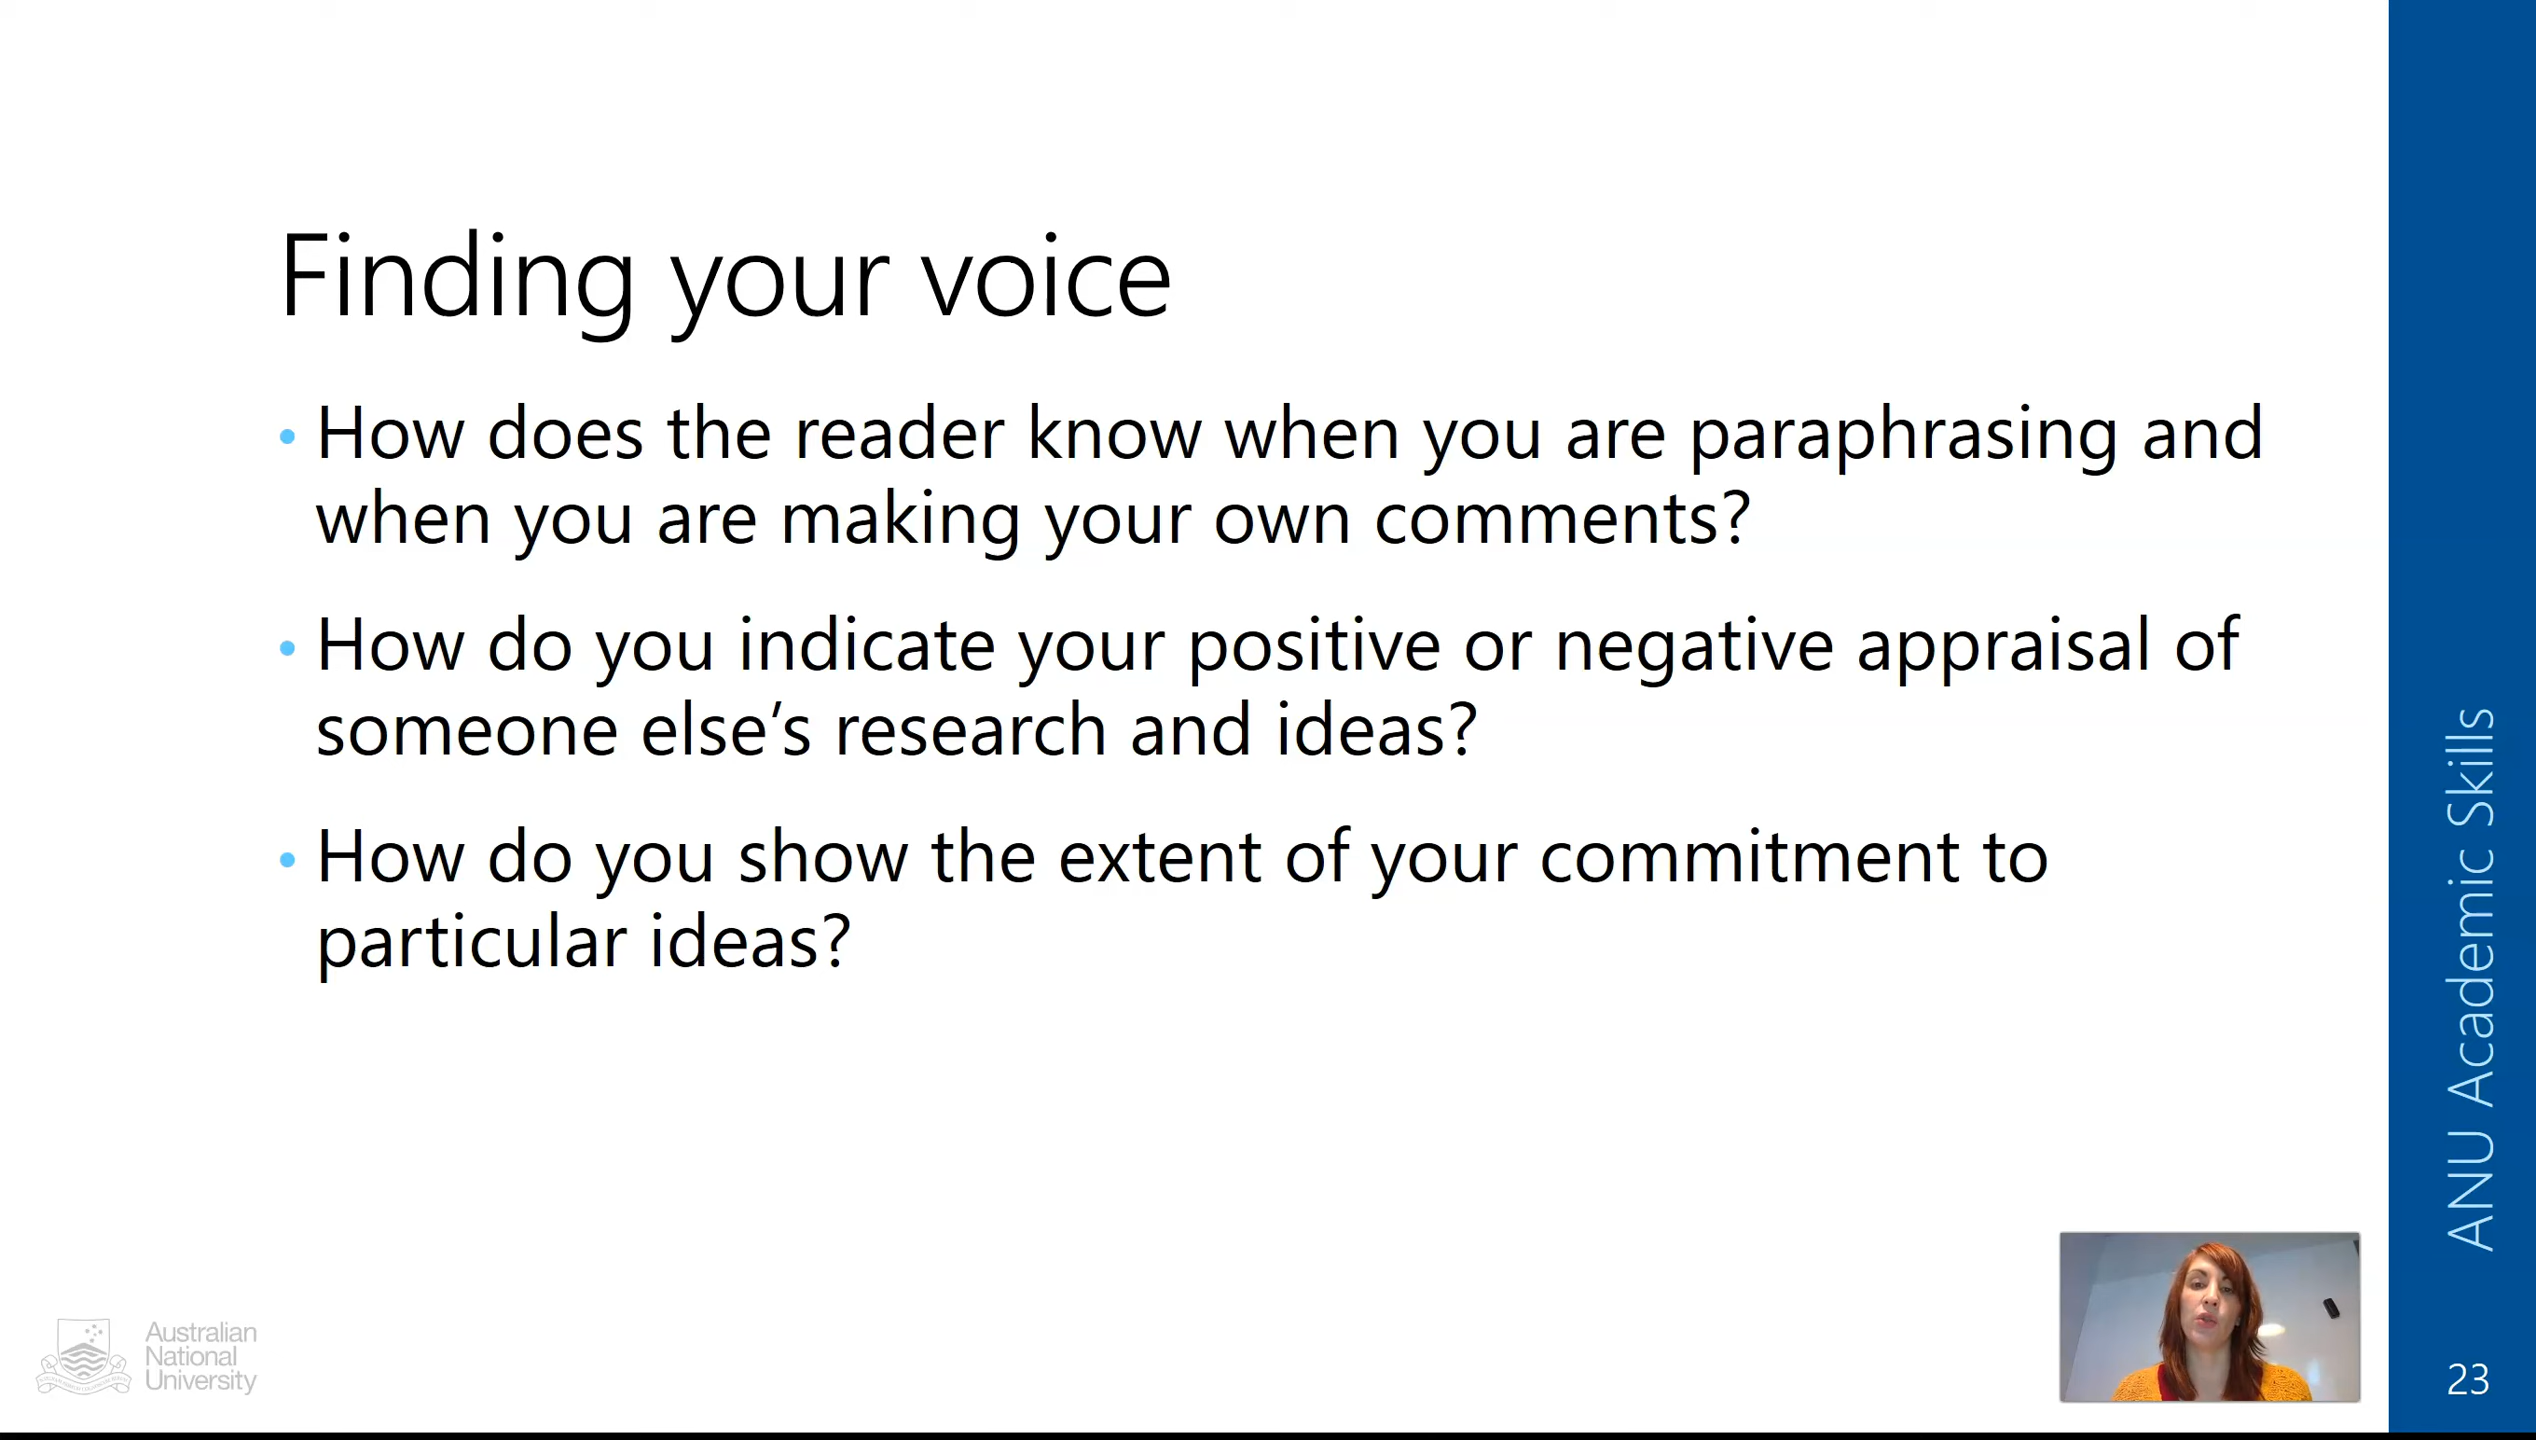 Finding your voice
• How does the reader know when you are paraphrasing and
when you are making your own comments?
• How do you indicate your positive or negative appraisal of
someone else’s research and ideas?
• How do you show the extent of your commitment to
particular ideas?
ANU Academic Skills
Australian
National
University
23